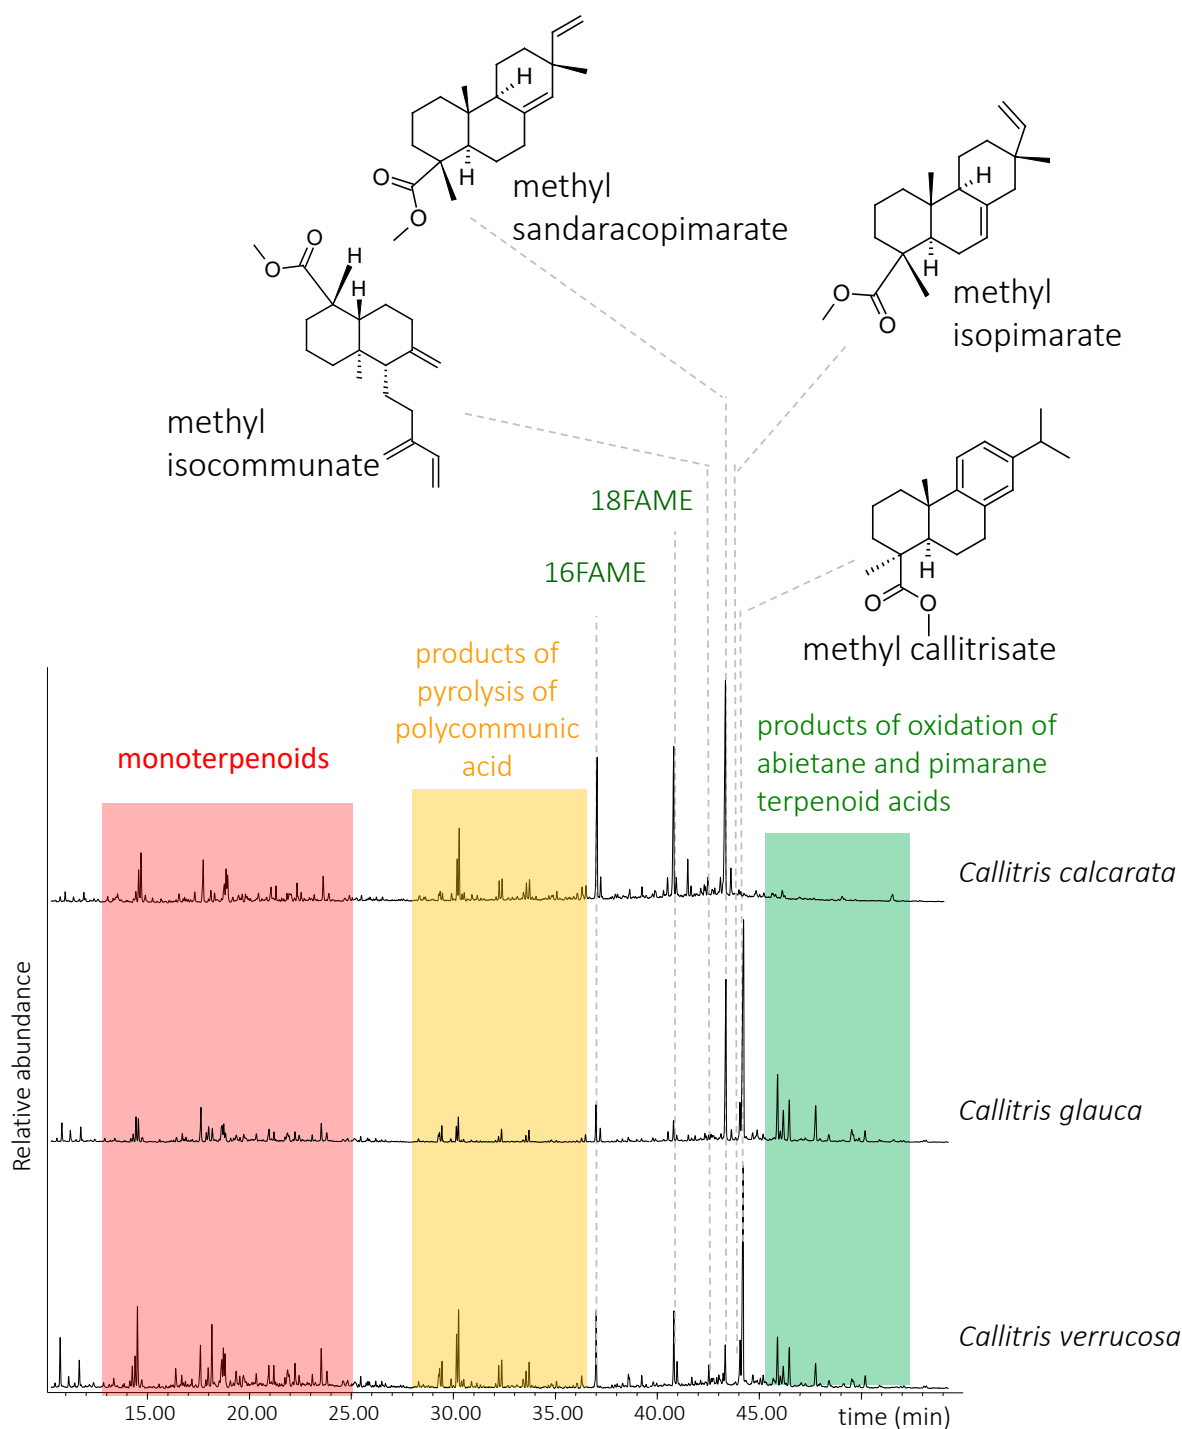 H
methyl
sandaracopimarate
H
O
O
H
methyl
isopimarate
H
O
O
O
O
H
H
methyl
isocommunate
18FAME
16FAME
H
O
O
methyl callitrisate
products of
pyrolysis of
polycommunic
acid
monoterpenoids
products of oxidation of
abietane and pimarane
terpenoid acids
Callitris calcarata
Callitris glauca
Callitris verrucosa
Relative abundance
15.00 20.00 25.00 30.00 35.00 40.00 45.00 time (min)